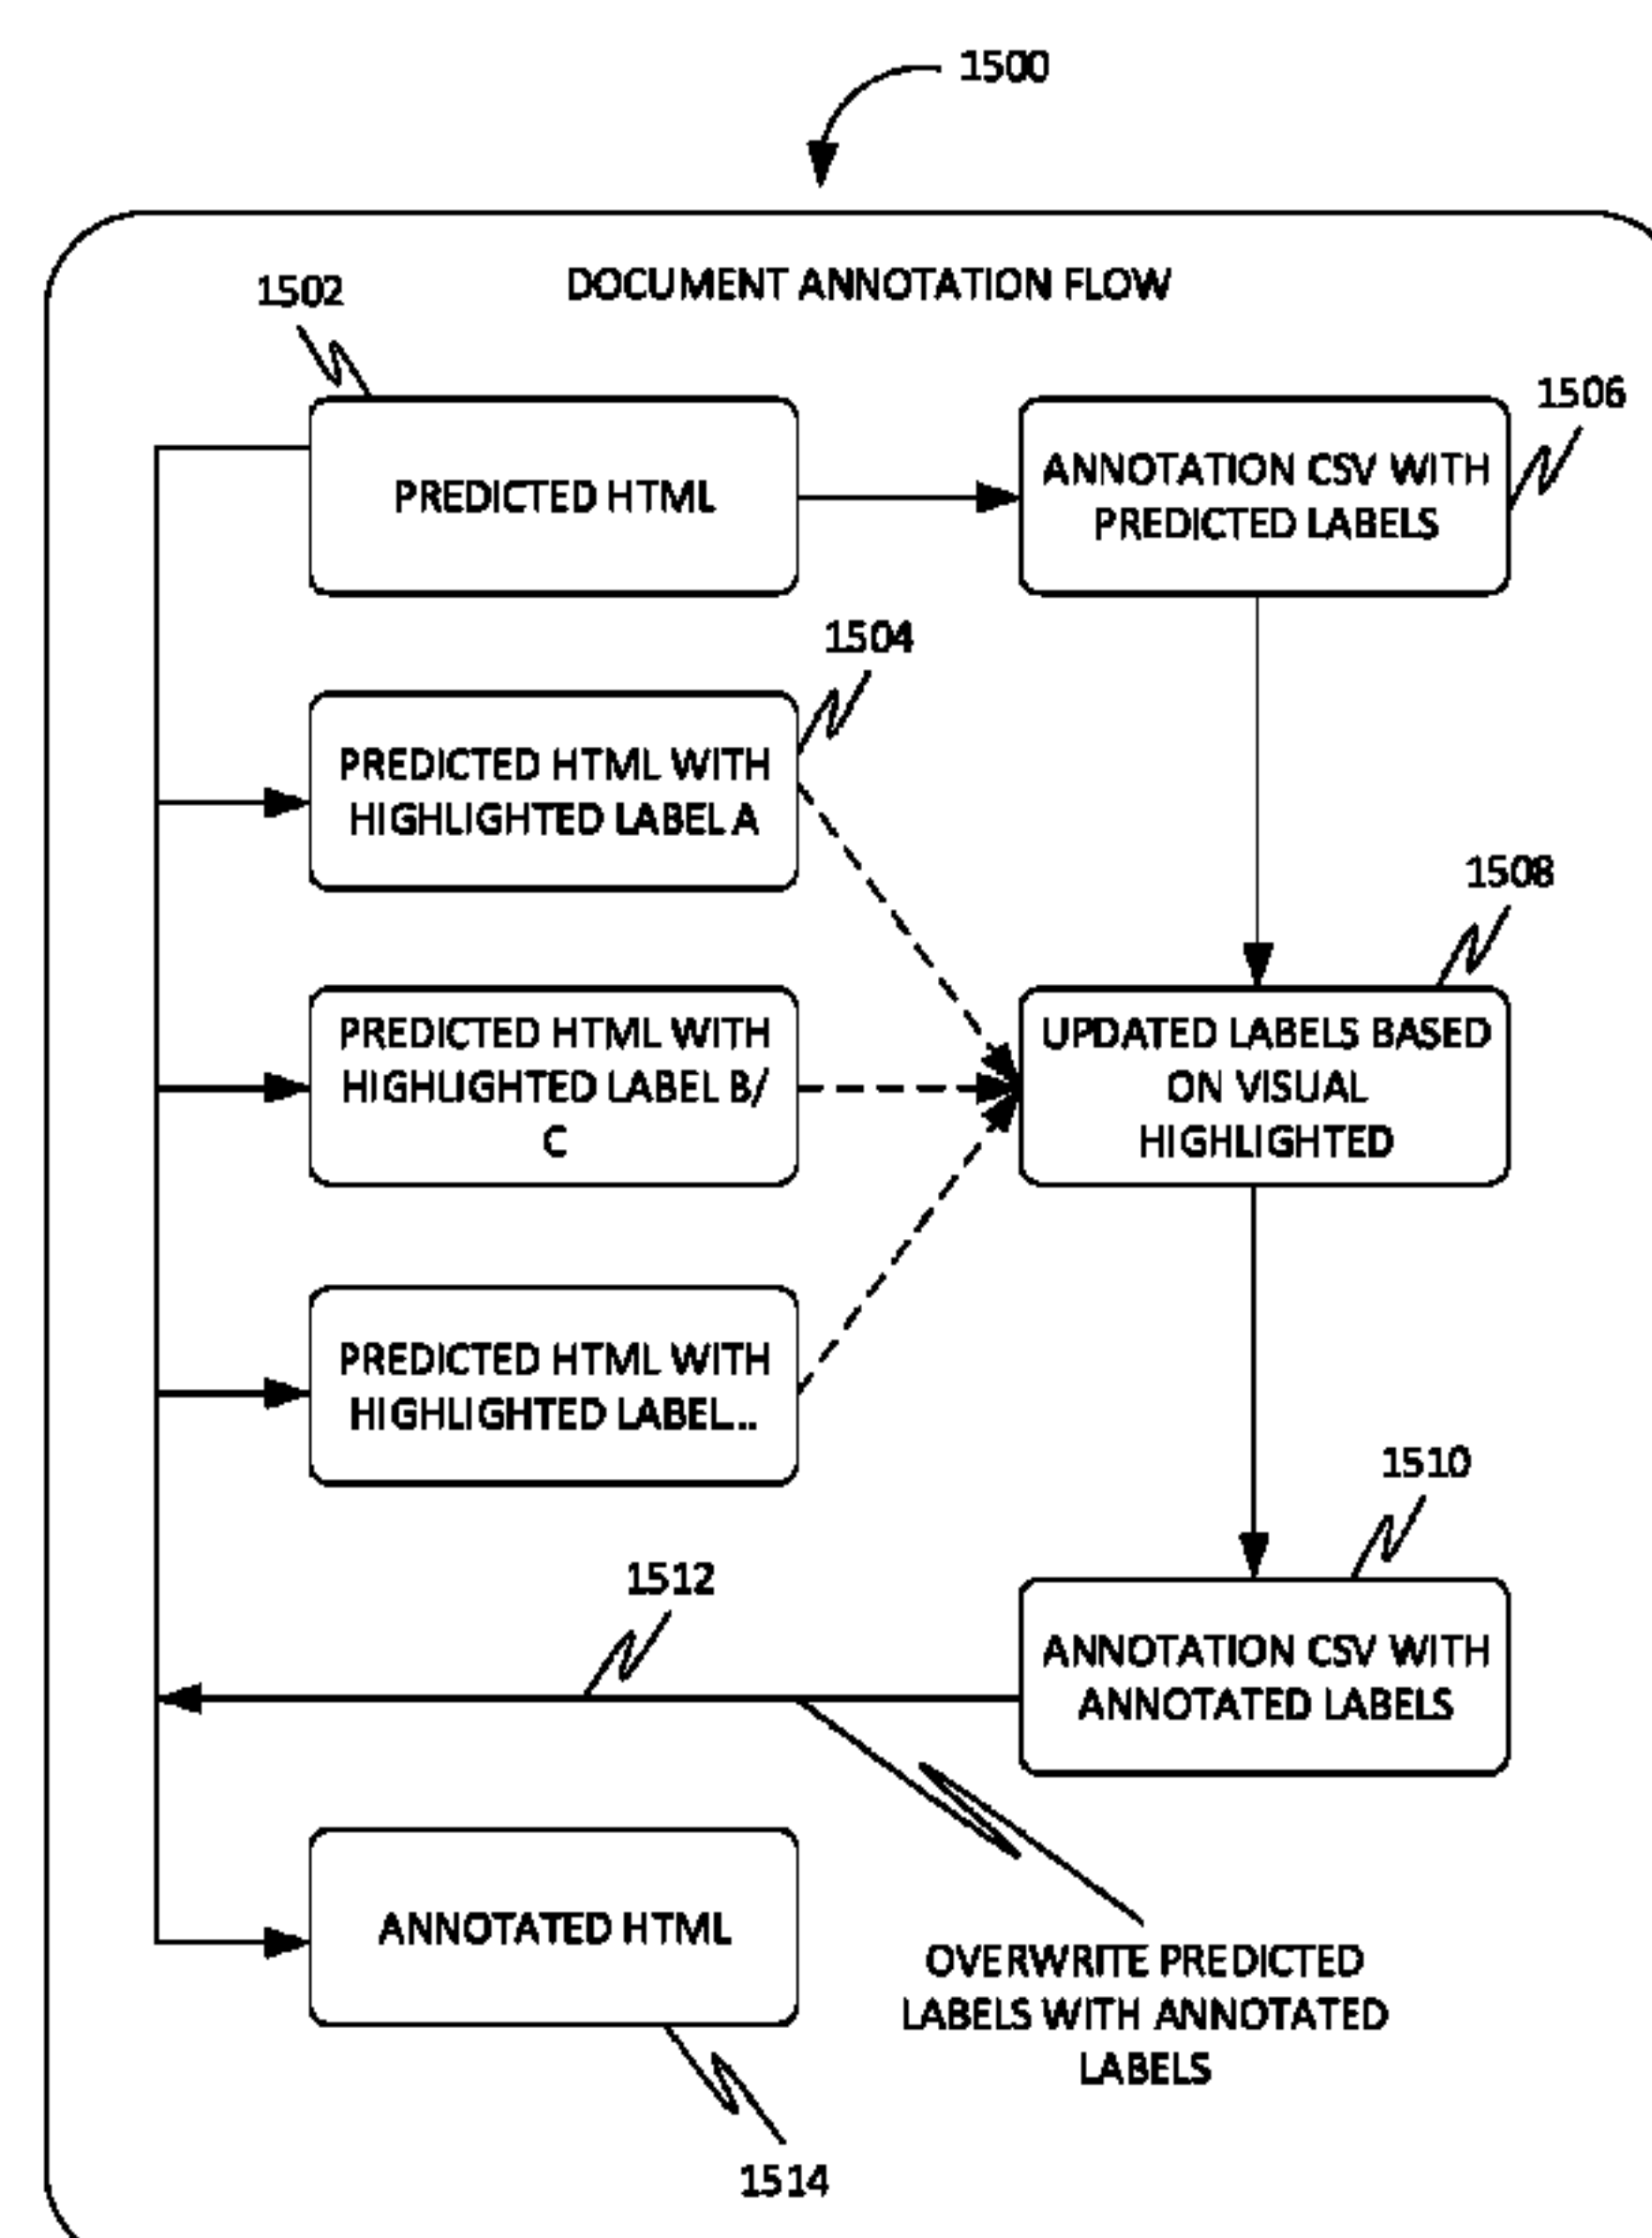 1500
DOCUMENT ANNOTATION FLOW
1502
1506
PREDICTED HTML
ANNOTATION CSV WITH
PREDICTED LABELS
1504
PREDICTED HTML WITH
HIGHLIGHTED LABEL A
1508
PREDICTED HTML WITH
HIGHLIGHTED LABEL B/
C
UPDATED LABELS BASED
ON VISUAL
HIGHLIGHTED
PREDICTED HTML WITH
HIGHLIGHTED LABEL...
1510
1512
ANNOTATION CSV WITH
ANNOTATED LABELS
ANNOTATED HTML
OVERWRITE PREDICTED
LABELS WITH ANNOTATED
LABELS
1514